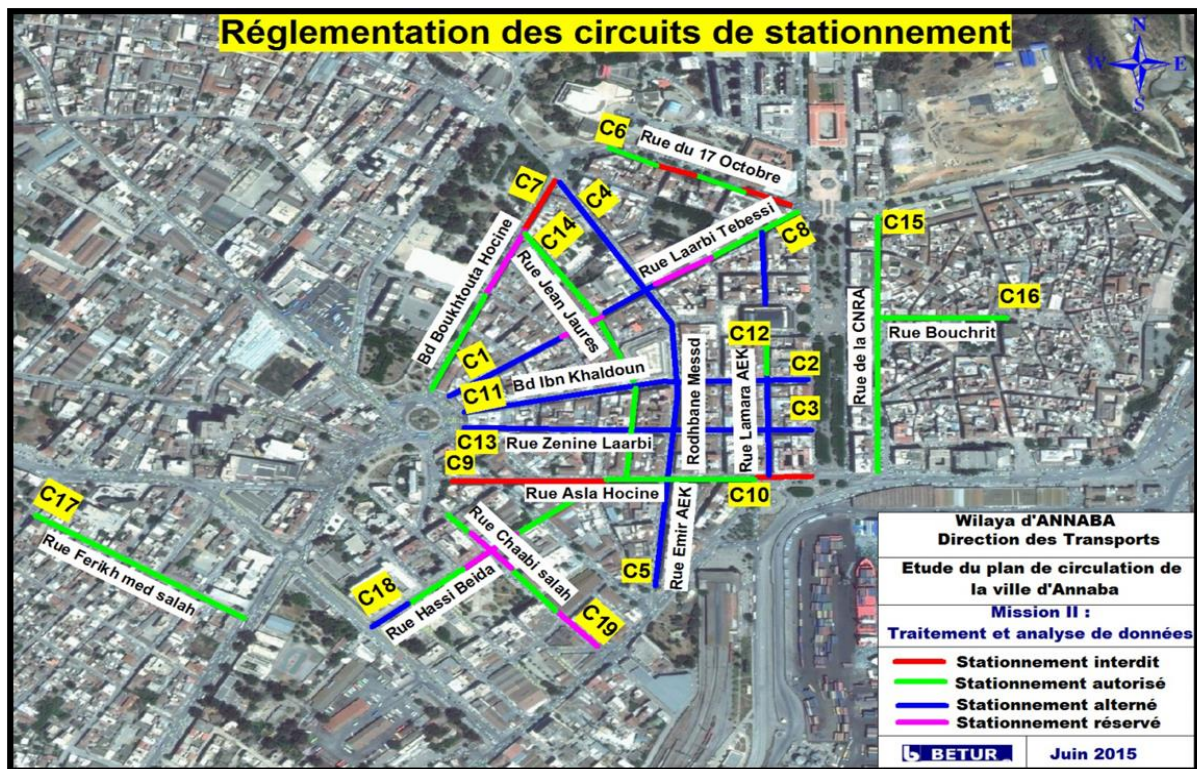 Réglementation des circuits de stationnement
N
W
E
S
C6
Rue du 17 Octobre
C7
C4
C14
C8
Rue Laarbi Tebessi
C15
Bd Boukhtouta Hocine
Rue Jean Jaures
C16
Rue de la CNRA
Rue Bouchrit
C12
C1
C2
Bd Ibn Khaldoun
Rodhbane Messd
Rue Lamara AEK
C11
C3
C13
Rue Zenine Laarbi
C9
Rue Asla Hocine
C10
C17
Rue Ferikh med salah
Rue Chaabi salah
Rue Emir AEK
C5
C18
Rue Hassi Beida
C19
Wilaya d'ANNABA
Direction des Transports
Etude du plan de circulation de
la ville d'Annaba
Mission II :
Traitement et analyse de données
Stationnement interdit
Stationnement autorisé
Stationnement alterné
Stationnement réservé
BETUR
Juin 2015